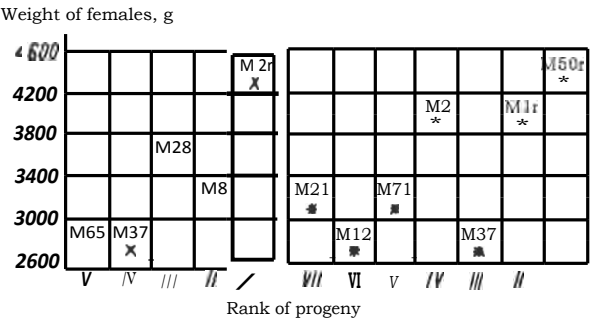 Weight of females, g
4600
M 2r
M50r
4200
M2
M1r
3800
M28
3400
M8
M21
M71
3000
M65
M37
M12
M37
2600
V IV III II I VII VI V IV III II
Rank of progeny